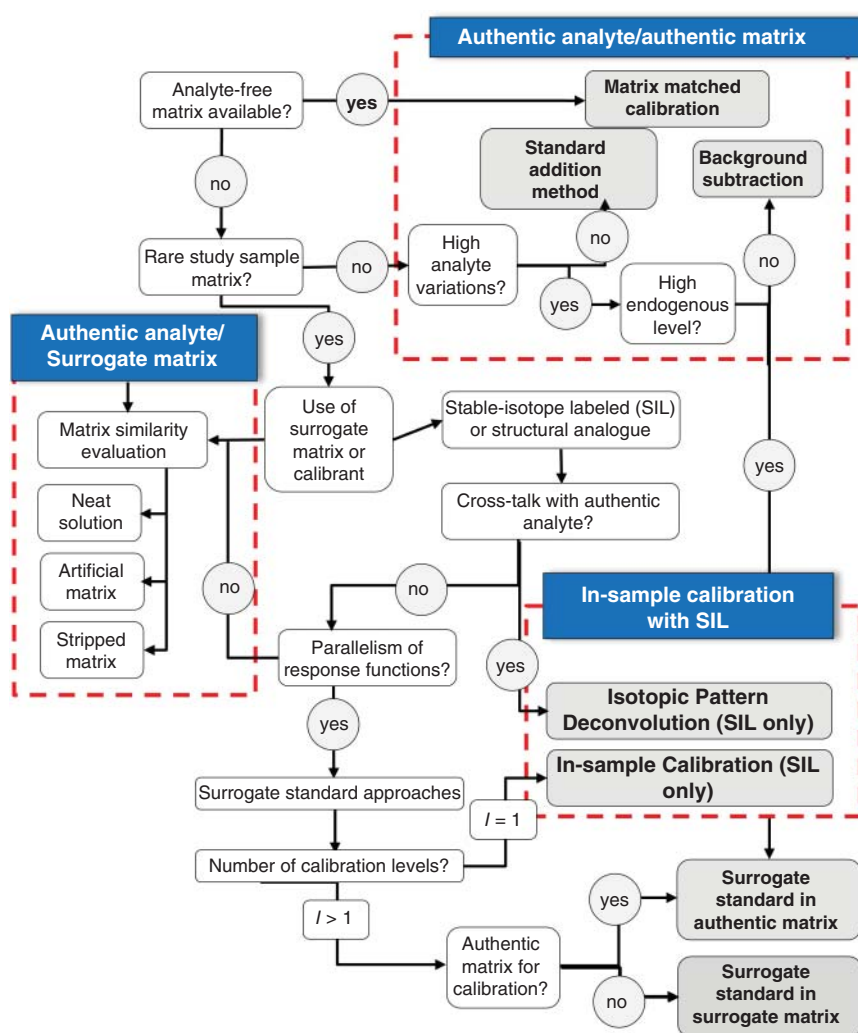 Authentic analyte/authentic matrix
Analyte-free
matrix available?
yes
Matrix matched
calibration
Standard
addition
method
Background
subtraction
no
no
no
Rare study sample
matrix?
no
High
analyte
variations?
yes
High
endogenous
level?
yes
Authentic analyte/
Surrogate matrix
Use of
surrogate
matrix or
calibrant
Stable-isotope labeled (SIL)
or structural analogue
Matrix similarity
evaluation
yes
Cross-talk with authentic
analyte?
Neat
solution
Artificial
matrix
no
no
In-sample calibration
with SIL
Stripped
matrix
Parallelism of
response functions?
yes
Isotopic Pattern
Deconvolution (SIL only)
yes
In-sample Calibration (SIL
only)
Surrogate standard approaches
l = 1
Number of calibration levels?
l > 1
Surrogate
standard in
authentic matrix
yes
Authentic
matrix for
calibration?
no
Surrogate
standard in
surrogate matrix